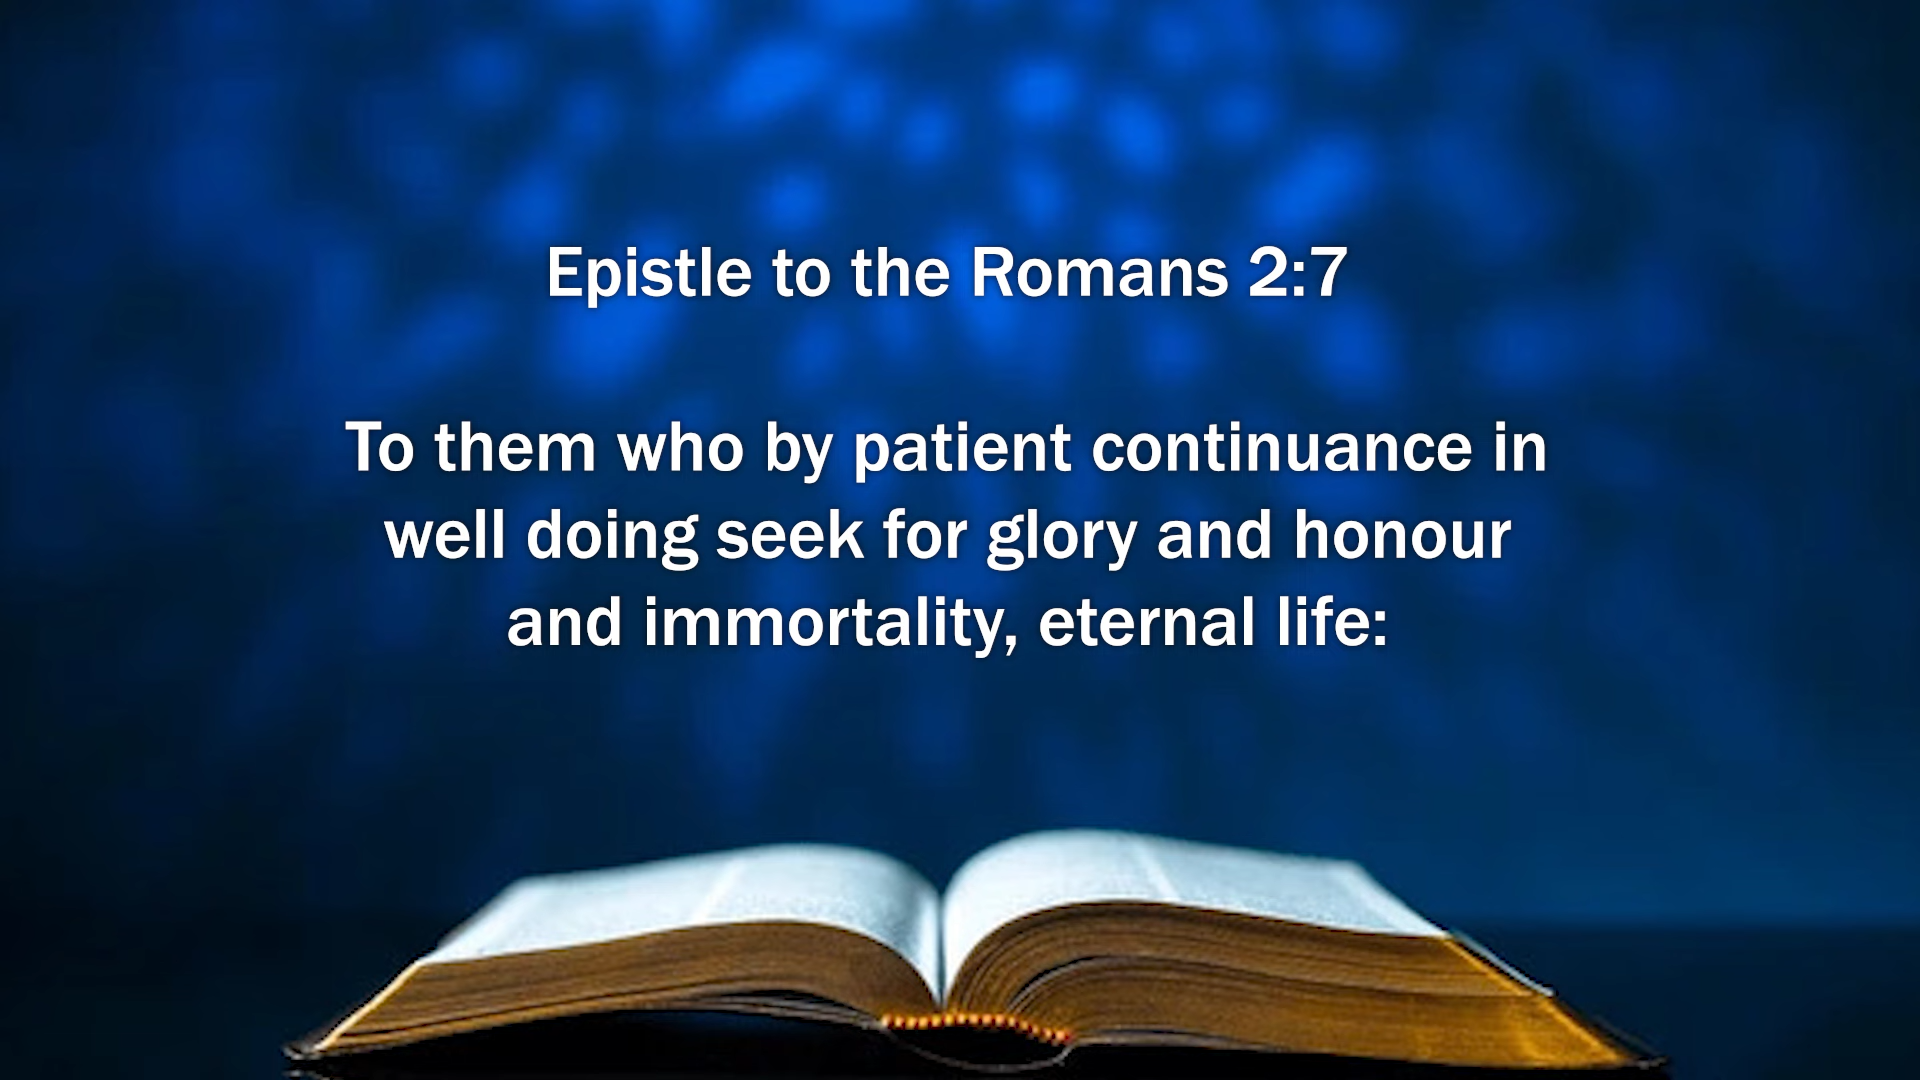 Epistle to the Romans 2:7
To them who by patient continuance in
well doing seek for glory and honour
and immortality, eternal life: